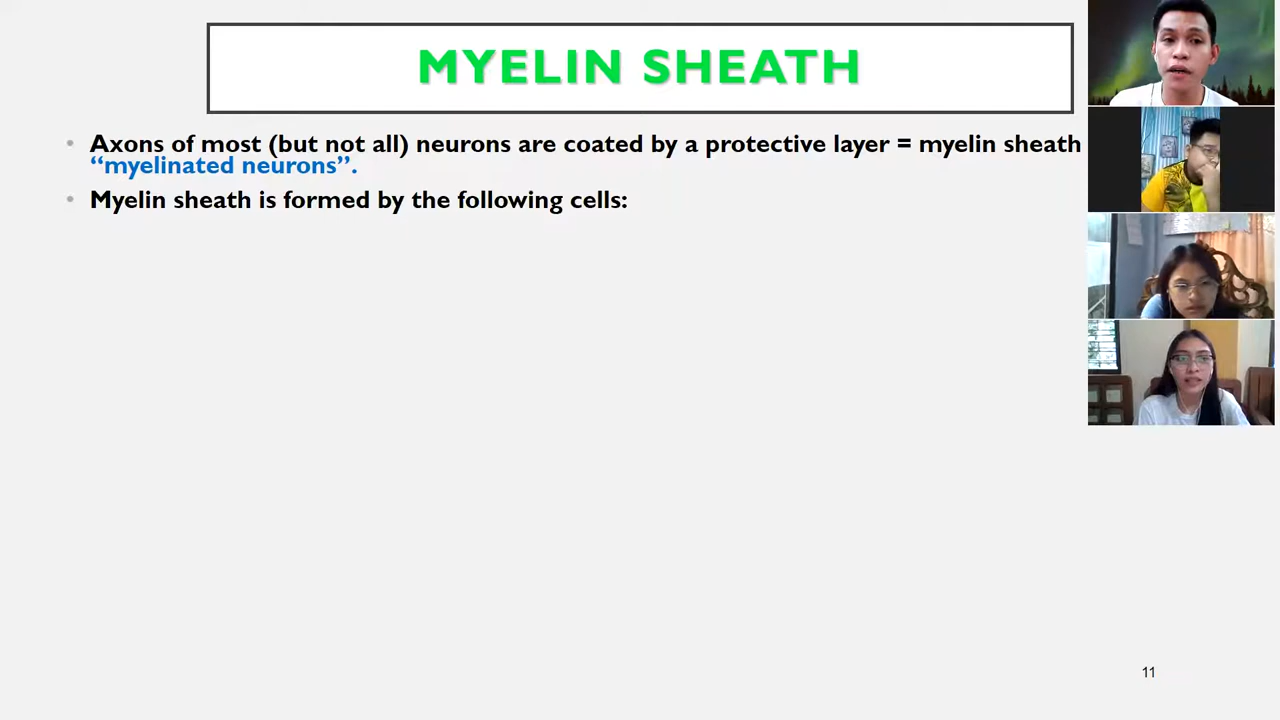 MYELIN SHEATH
• Axons of most (but not all) neurons are coated by a protective layer = myelin sheath
“myelinated neurons”.
• Myelin sheath is formed by the following cells:
11